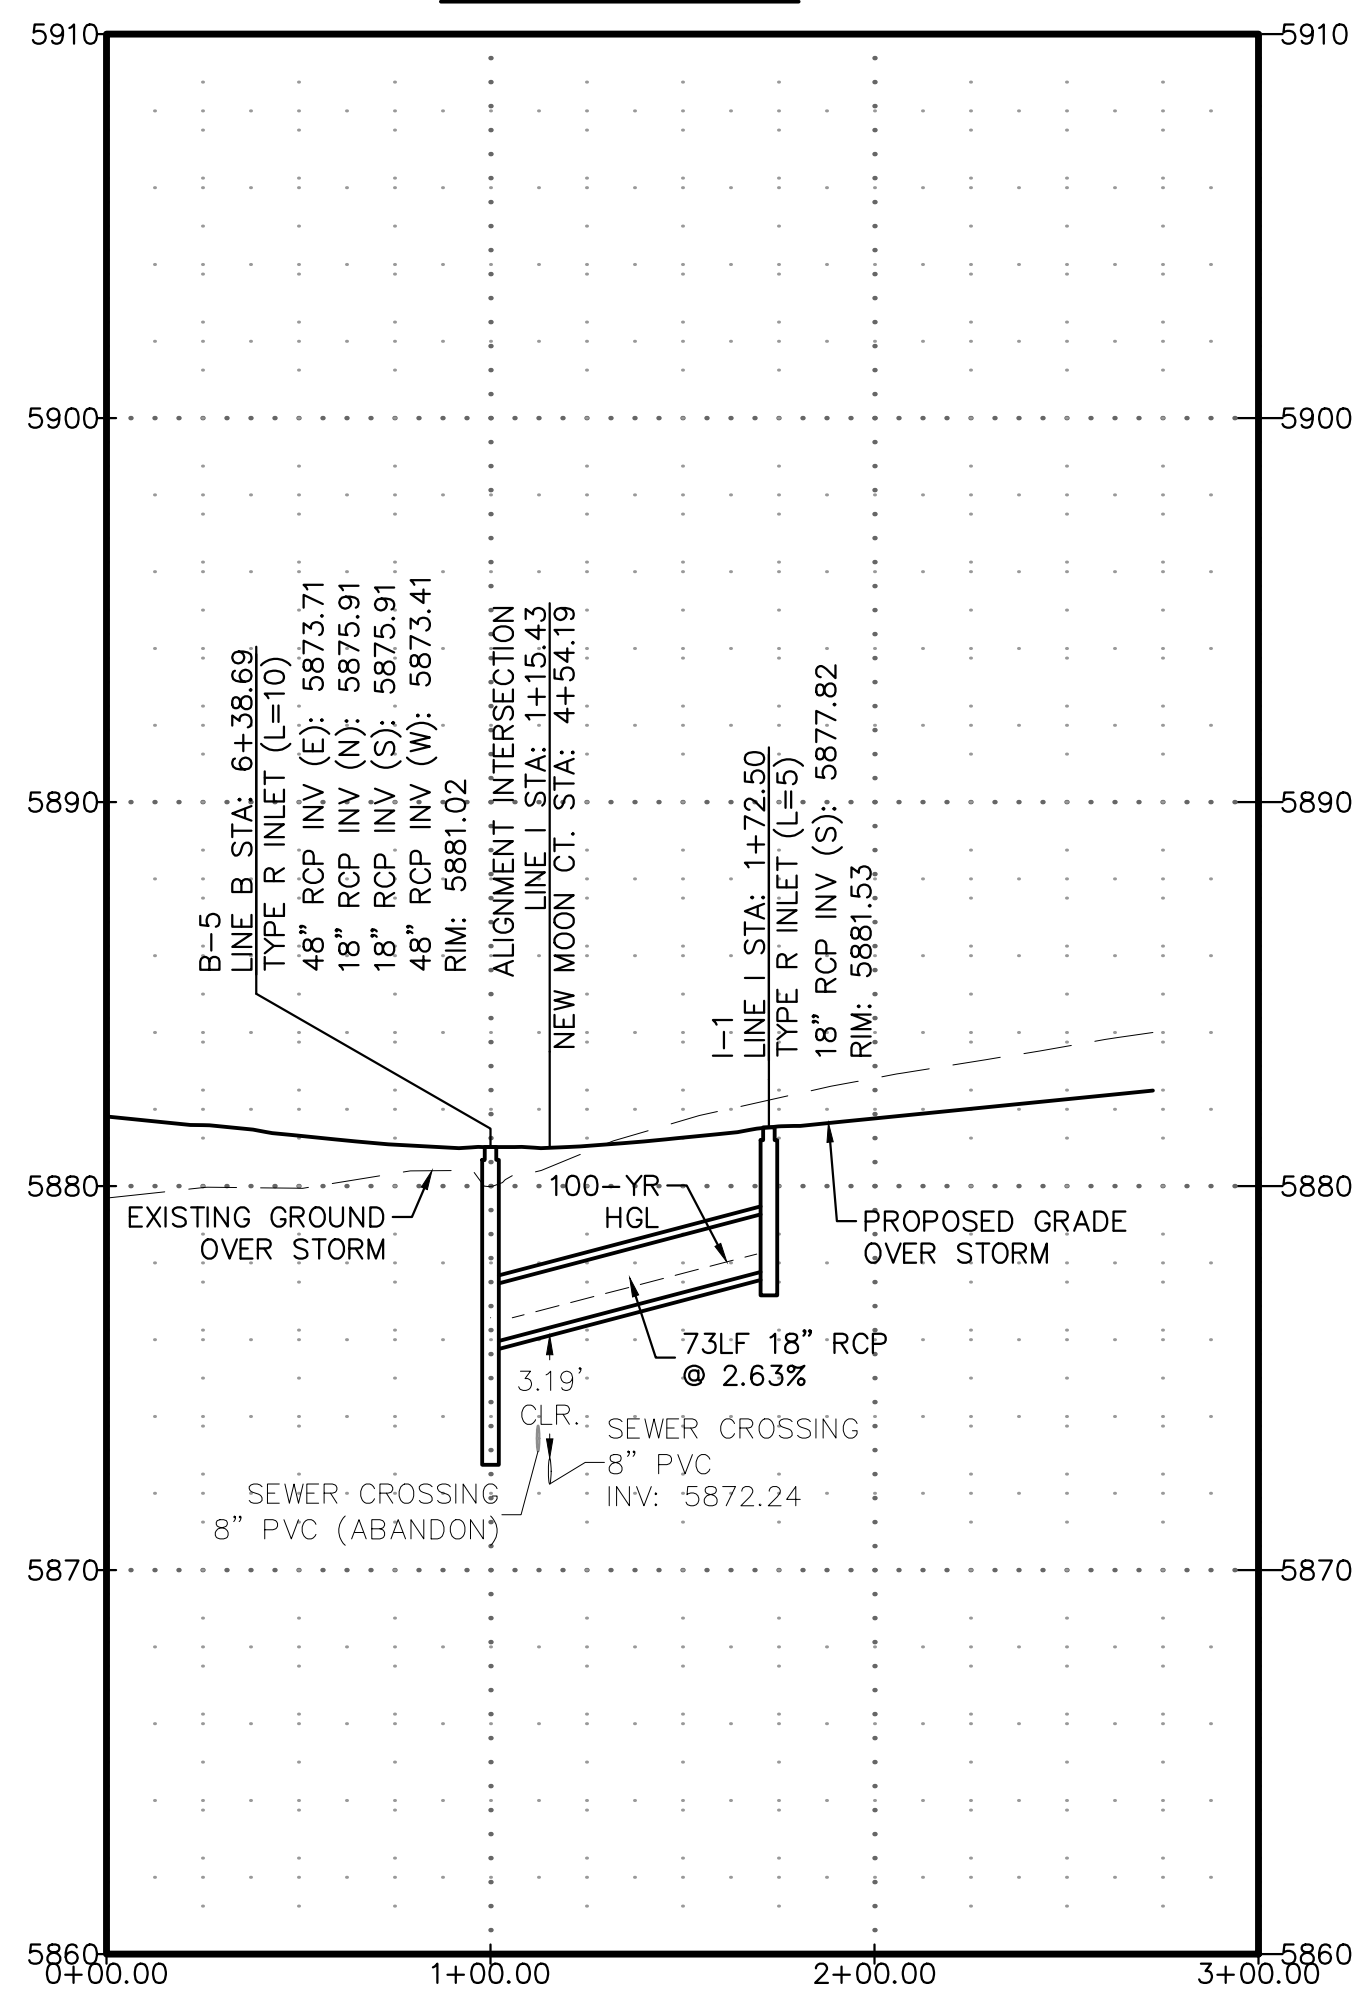 5910
5910
5900
5900
5890
5890
5880
5880
5870
5870
5860
5860
0+00.00
1+00.00
2+00.00
3+00.00
B-5
LINE B STA: 6+38.69
TYPE R INLET (L=10)
48" RCP INV (E): 5873.71
18" RCP INV (N): 5875.91
18" RCP INV (S): 5875.91
48" RCP INV (W): 5873.41
RIM: 5881.02
ALIGNMENT INTERSECTION
LINE I STA: 1+15.43
NEW MOON CT. STA: 4+54.19
I-1
LINE I STA: 1+72.50
TYPE R INLET (L=5)
18" RCP INV (S): 5877.82
RIM: 5881.53
EXISTING GROUND
OVER STORM
100-YR
HGL
PROPOSED GRADE
OVER STORM
73LF 18" RCP
@ 2.63%
3.19'
CLR.
SEWER CROSSING
8" PVC
INV: 5872.24
SEWER CROSSING
8" PVC (ABANDON)